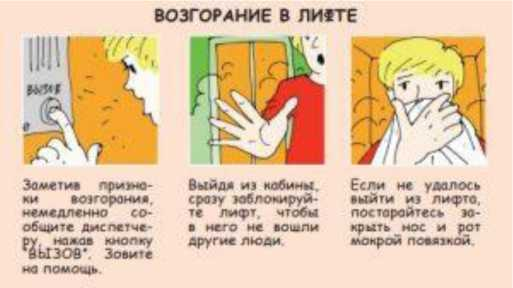 ВОЗГОРАНИЕ В ЛИФТЕ
ВЫЗОВ
Заметив призна-
ки возгорания,
немедленно со-
общите диспетче-
ру, нажав кнопку
"ВЫЗОВ". Зовите
на помощь.
Выйдя из кабины,
сразу заблокируй-
те лифт, чтобы
в него не вошли
другие люди.
Если не удалось
выйти из лифта,
постарайтесь за-
крыть нос и рот
мокрой повязкой.